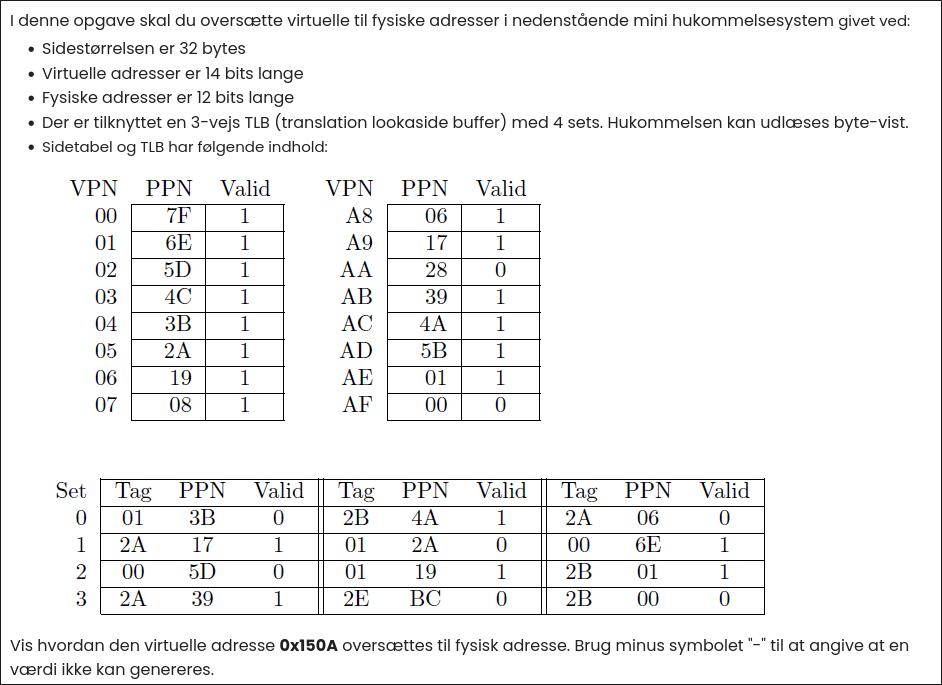 I denne opgave skal du oversætte virtuelle til fysiske adresser i nedenstående mini hukommelsesystem givet ved:
• Sidestørrelsen er 32 bytes
• Virtuelle adresser er 14 bits lange
• Fysiske adresser er 12 bits lange
• Der er tilknyttet en 3-vejs TLB (translation lookaside buffer) med 4 sets. Hukommelsen kan udlæses byte-vist.
• Sidetabel og TLB har følgende indhold:
VPN PPN Valid VPN PPN Valid
00 7F 1 A8 06 1
01 6E 1 A9 17 1
02 5D 1 AA 28 0
03 4C 1 AB 39 1
04 3B 1 AC 4A 1
05 2A 1 AD 5B 1
06 19 1 AE 01 1
07 08 1 AF 00 0
Set Tag PPN Valid Tag PPN Valid Tag PPN Valid
0 01 3B 0 2B 4A 1 2A 06 0
1 2A 17 1 01 2A 0 00 6E 1
2 00 5D 0 01 19 1 2B 01 1
3 2A 39 1 2E BC 0 2B 00 0
Vis hvordan den virtuelle adresse 0x150A oversættes til fysisk adresse. Brug minus symbolet "-" til at angive at en
værdi ikke kan genereres.